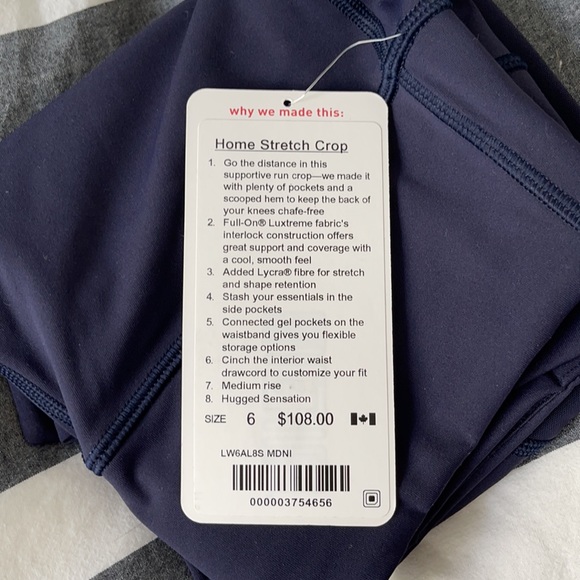 why we made this:
Home Stretch Crop
1. Go the distance in this
supportive run crop—we made it
with plenty of pockets and a
scooped hem to keep the back of
your knees chafe-free
2. Full-On® Luxtreme fabric's
interlock construction offers
great support and coverage with
a cool, smooth feel
3. Added Lycra® fibre for stretch
and shape retention
4. Stash your essentials in the
side pockets
5. Connected gel pockets on the
waistband gives you flexible
storage options
6. Cinch the interior waist
drawcord to customize your fit
7. Medium rise
8. Hugged Sensation
SIZE 6 $108.00
LW6AL8S MDNI
000003754656